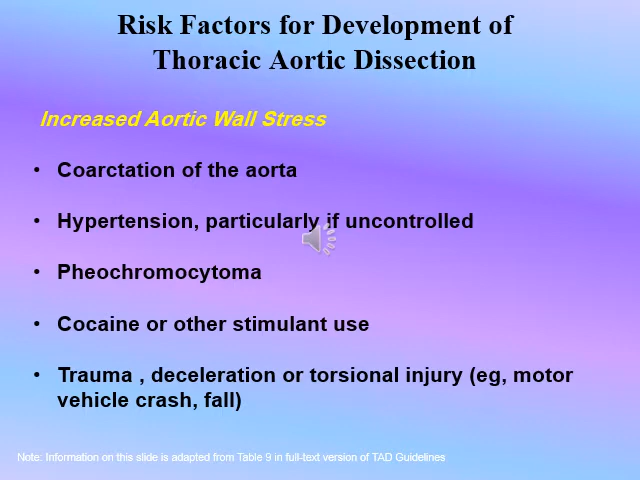 Risk Factors for Development of
Thoracic Aortic Dissection
Increased Aortic Wall Stress
• Coarctation of the aorta
• Hypertension, particularly if uncontrolled
• Pheochromocytoma
• Cocaine or other stimulant use
• Trauma , deceleration or torsional injury (eg, motor
vehicle crash, fall)
Note: Information on this slide is adapted from Table 9 in full-text version of TAD Guidelines